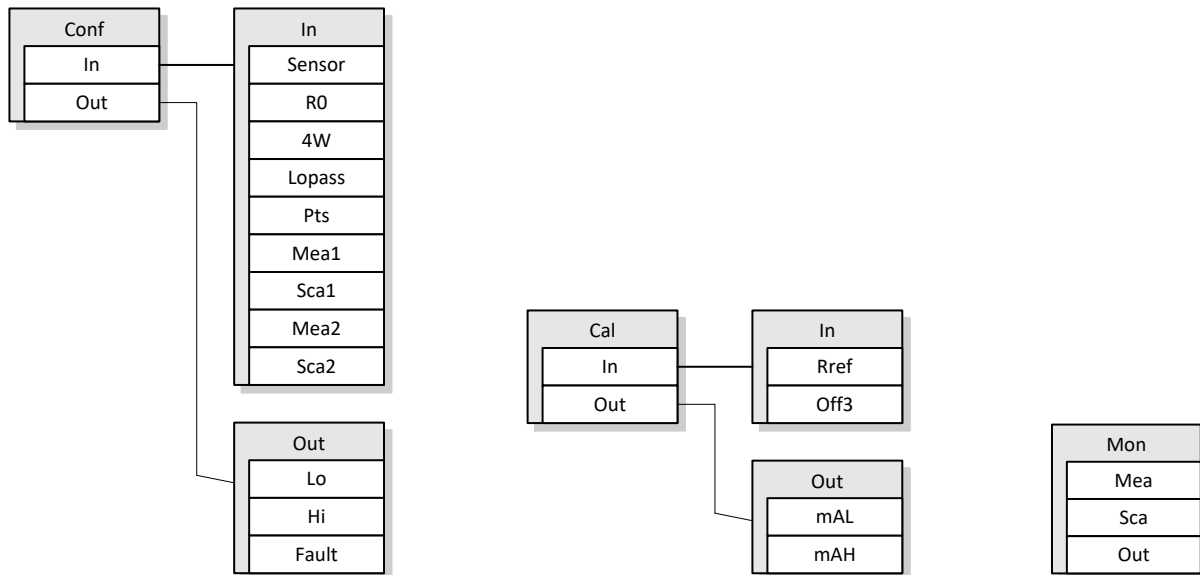 Conf
In
Out
In
Sensor
R0
4W
Lopass
Pts
Mea1
Sca1
Mea2
Sca2
Out
Lo
Hi
Fault
Cal
In
Out
In
Rref
Off3
Out
mAL
mAH
Mon
Mea
Sca
Out